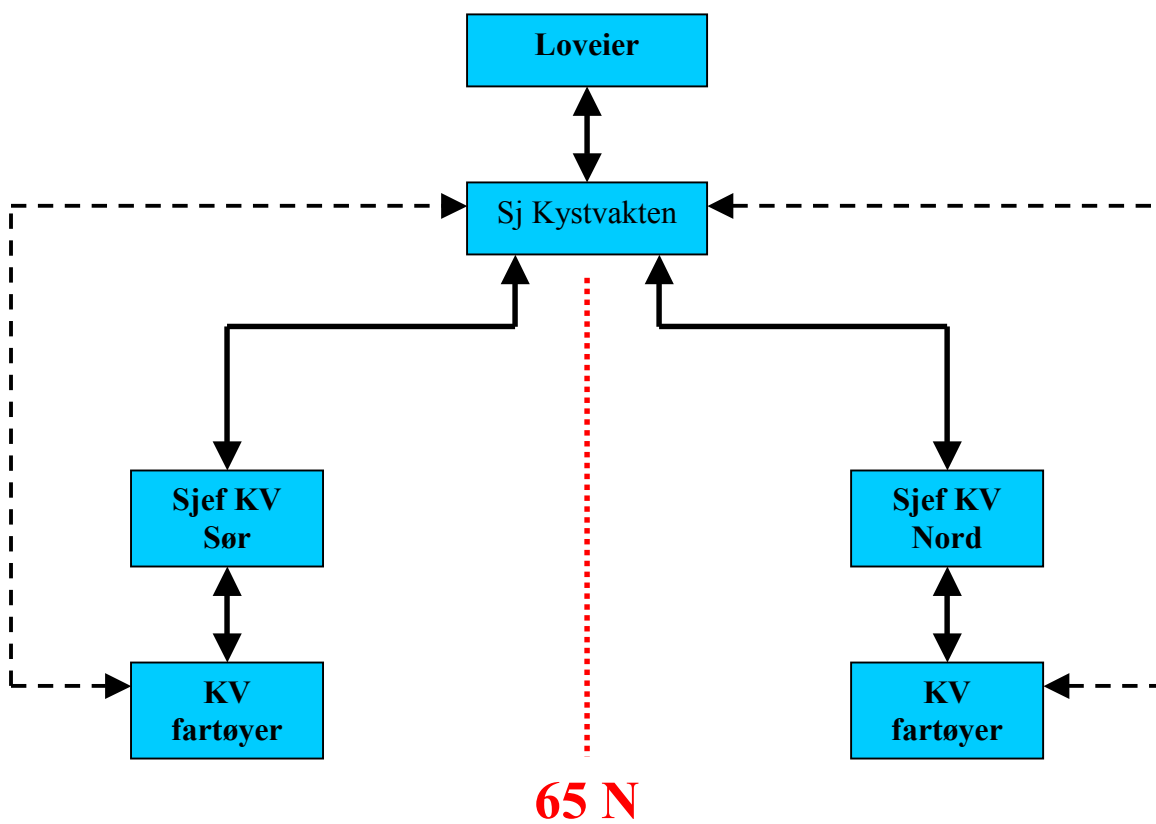 Loveier
Sj Kystvakten
Sjef KV
Sør
Sjef KV
Nord
KV
fartøyer
KV
fartøyer
65 N